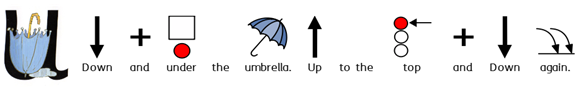 Down and under the umbrella. Up to the top and Down again.